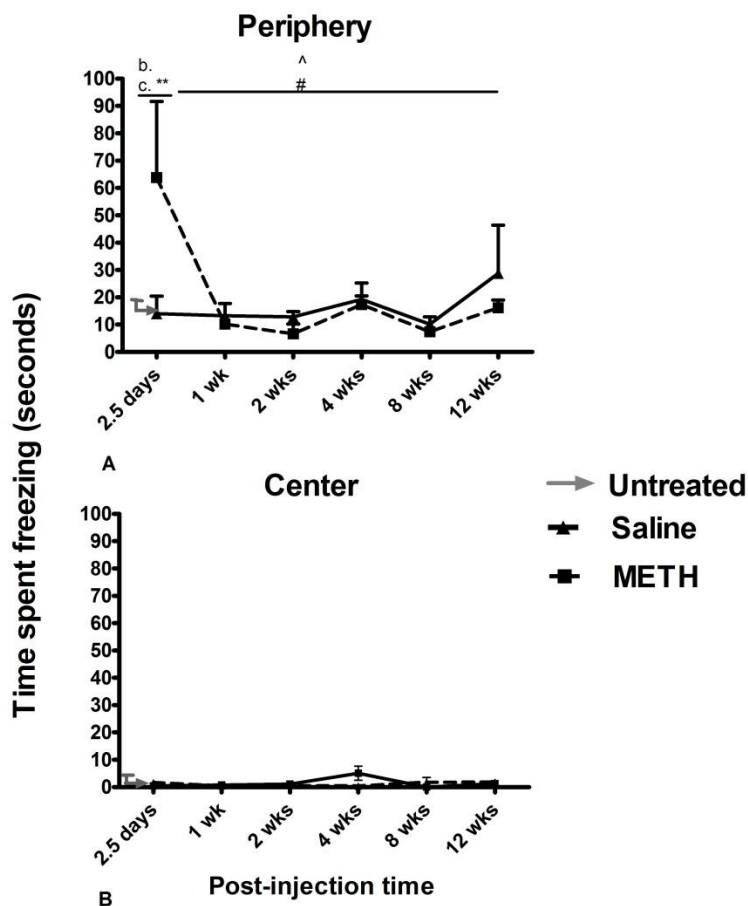 Periphery
b.
c. **
^
#
100
90
80
70
60
50
40
30
20
10
0
2.5 days
1 wk
2 wks
4 wks
8 wks
12 wks
A
Time spent freezing (seconds)
Center
100
90
80
70
60
50
40
30
20
10
0
2.5 days
1 wk
2 wks
4 wks
8 wks
12 wks
B
Post-injection time
Untreated
Saline
METH